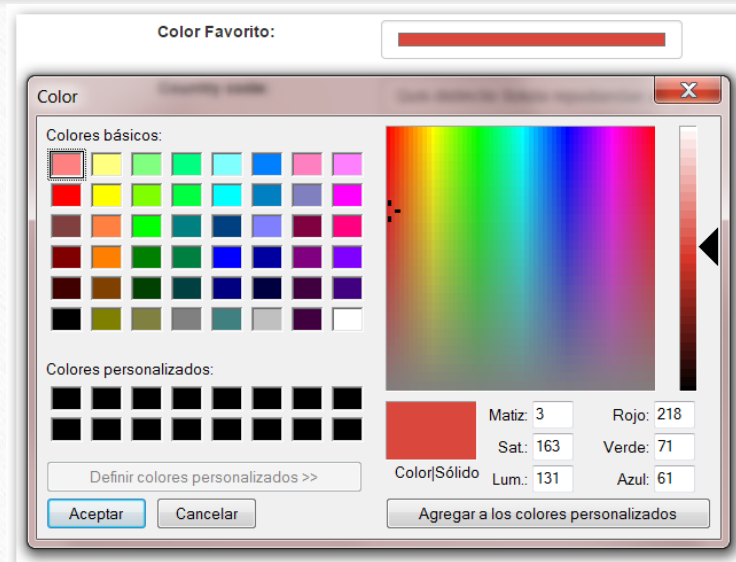 Color Favorito:
Color
Colores básicos:
Colores personalizados:
Definir colores personalizados >>
Aceptar
Cancelar
Color|Sólido
Matiz: 3
Sat.: 163
Lum.: 131
Rojo: 218
Verde: 71
Azul: 61
Agregar a los colores personalizados